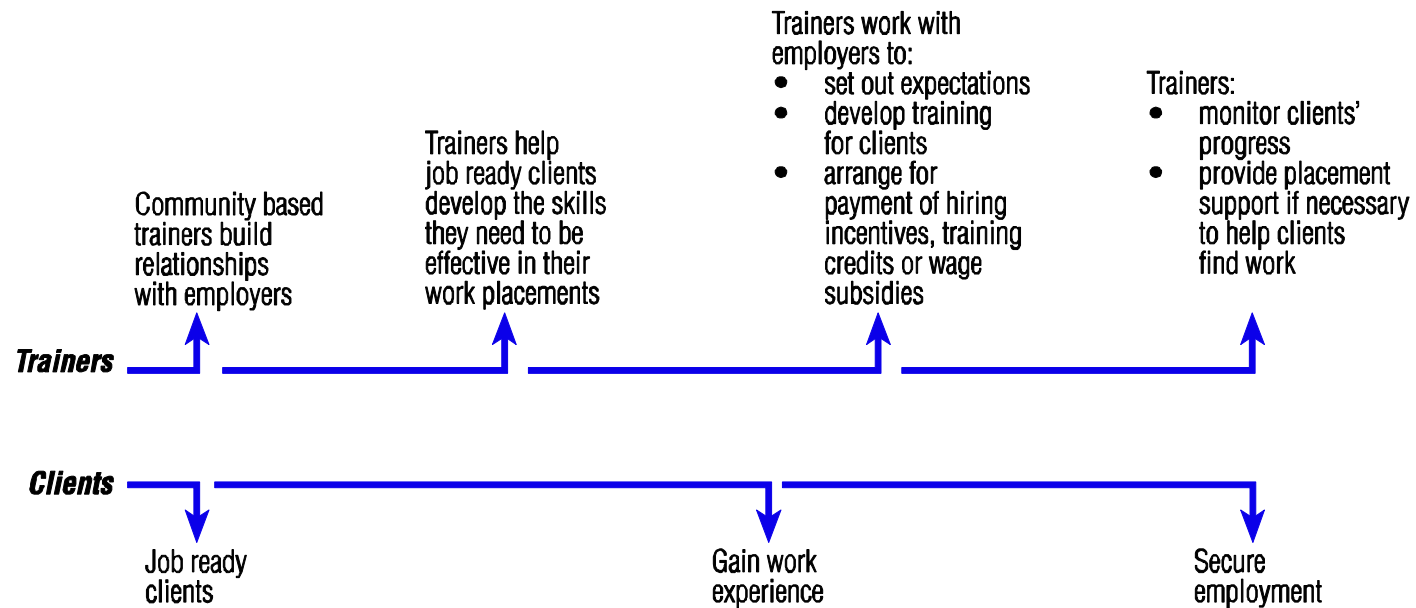 Trainers work with
employers to:
• set out expectations
• develop training
for clients
• arrange for
payment of hiring
incentives, training
credits or wage
subsidies
Trainers:
• monitor clients’
progress
• provide placement
support if necessary
to help clients
find work
Trainers help
job ready clients
develop the skills
they need to be
effective in their
work placements
Community based
trainers build
relationships
with employers
Trainers
Clients
Job ready
clients
Gain work
experience
Secure
employment